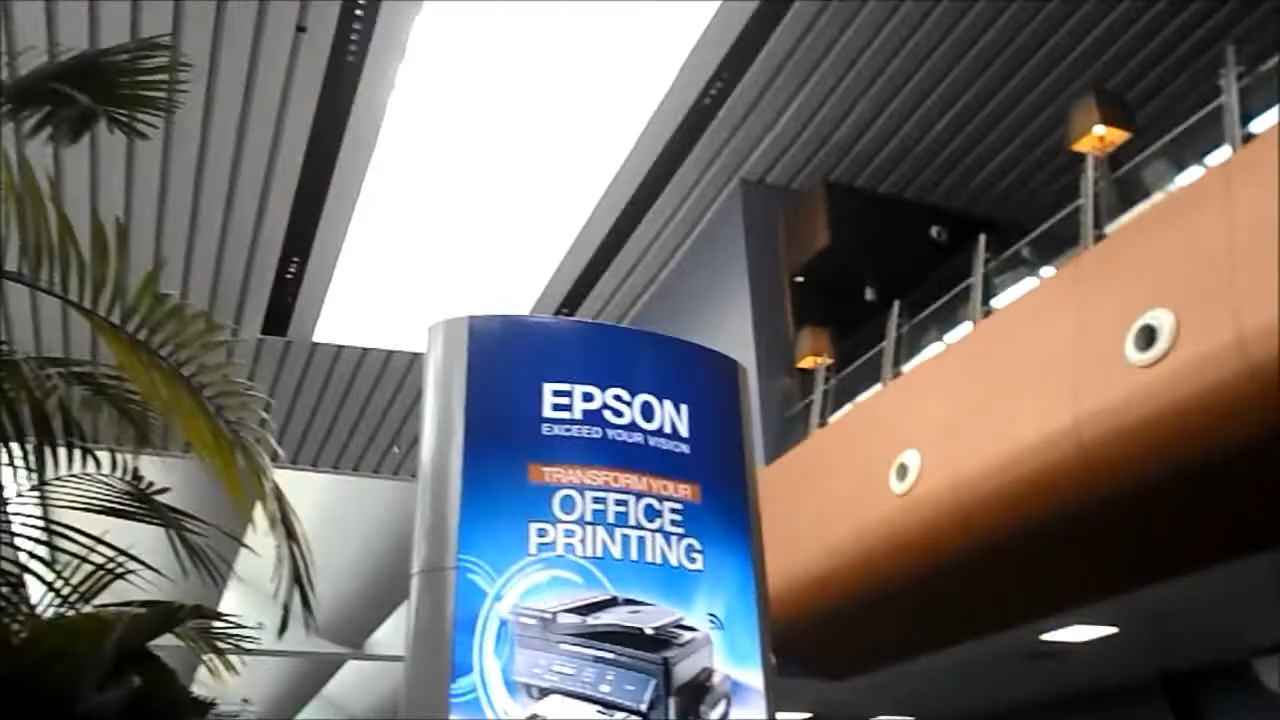 EPSON
EXCEED YOUR VISION
TRANSFORM YOUR
OFFICE
PRINTING